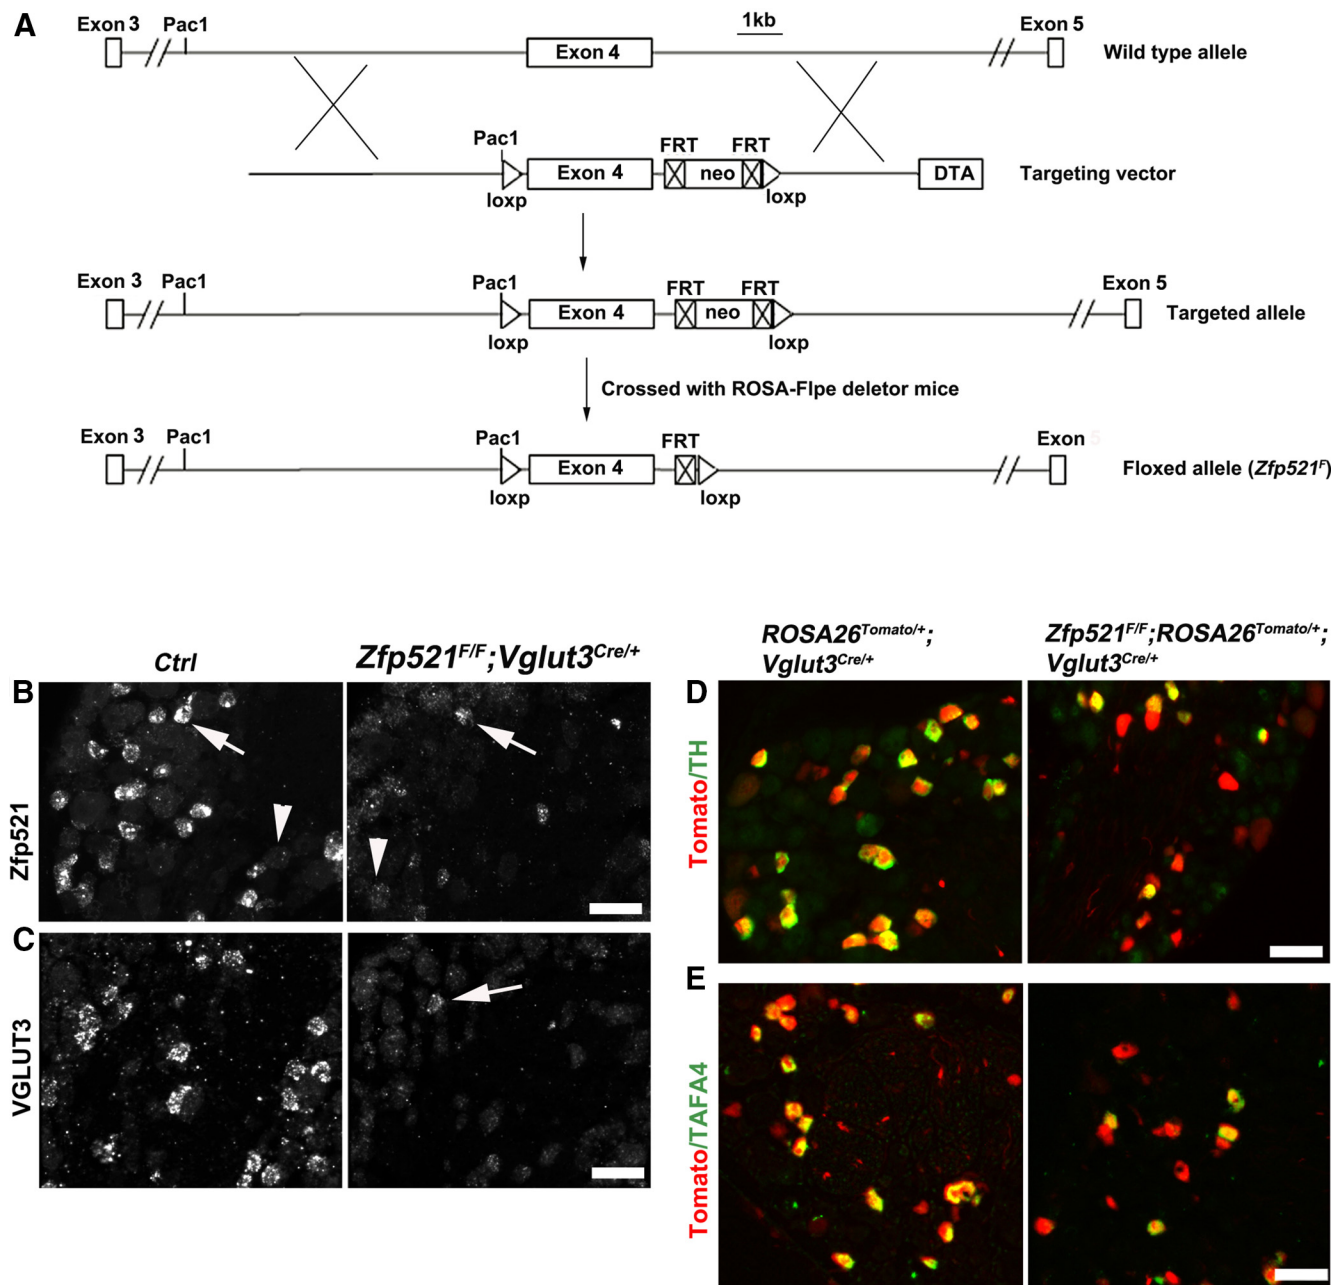 A
Exon 3 Pac1 1kb Exon 5
Exon 4 Wild type allele
Pac1 FRT FRT
Exon 4 neo DTA Targeting vector
loxp loxp
Exon 3 Pac1 Pac1 FRT FRT Exon 5
Exon 4 neo Targeted allele
loxp loxp
Crossed with ROSA-Flpe deletor mice
Exon 3 Pac1 Pac1 FRT Exon 5
Exon 4 Floxed allele (Zfp521F)
loxp loxp
Ctrl Zfp521F/F;Vglut3Cre/+
B
Zfp521
C
VGLUT3
ROSA26Tomato/+;
Vglut3Cre/+
Zfp521F/F;ROSA26Tomato/+;
Vglut3Cre/+
D
Tomato/TH
E
Tomato/TAFA4